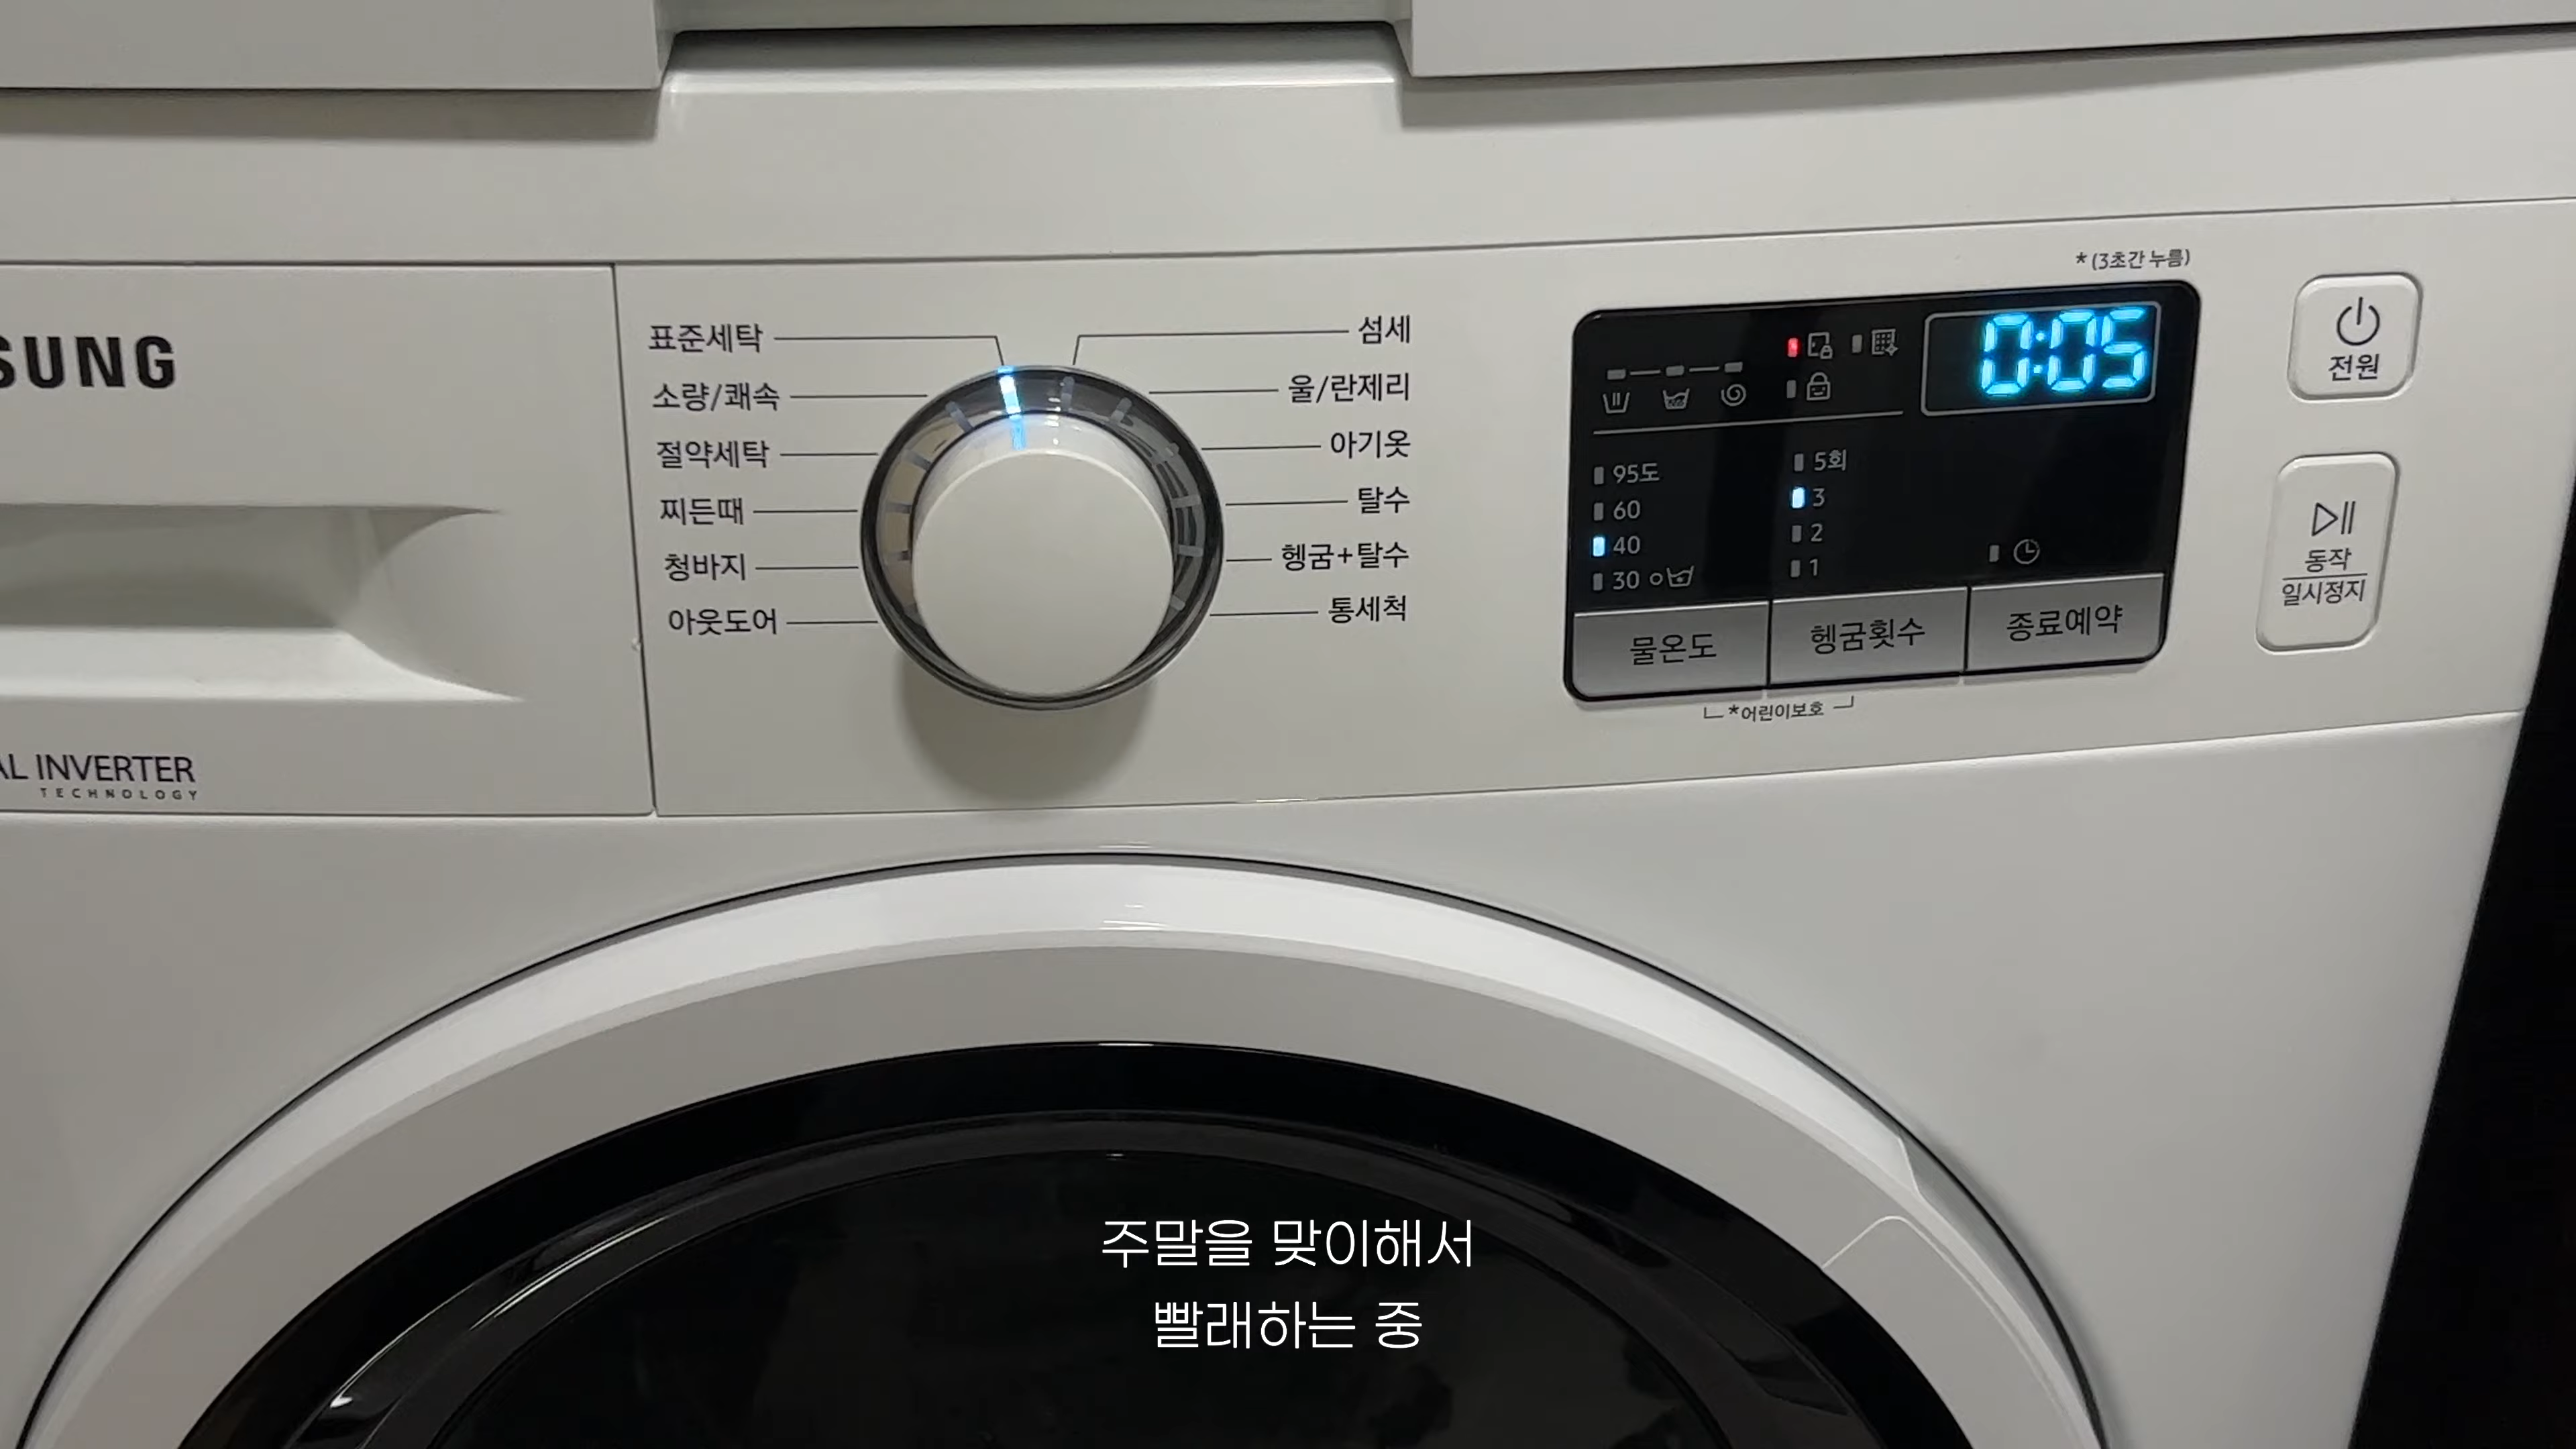 SUNG
AL INVERTER
TECHNOLOGY
표준세탁
소량/쾌속
절약세탁
찌든때
청바지
아웃도어
섬세
울/란제리
아기옷
탈수
헹굼+탈수
통세척
*(3초간 누름)
0:05
95도
60
40
30
5회
3
2
1
물온도
헹굼횟수
종료예약
*어린이보호
전원
동작
일시정지
주말을 맞이해서
빨래하는 중